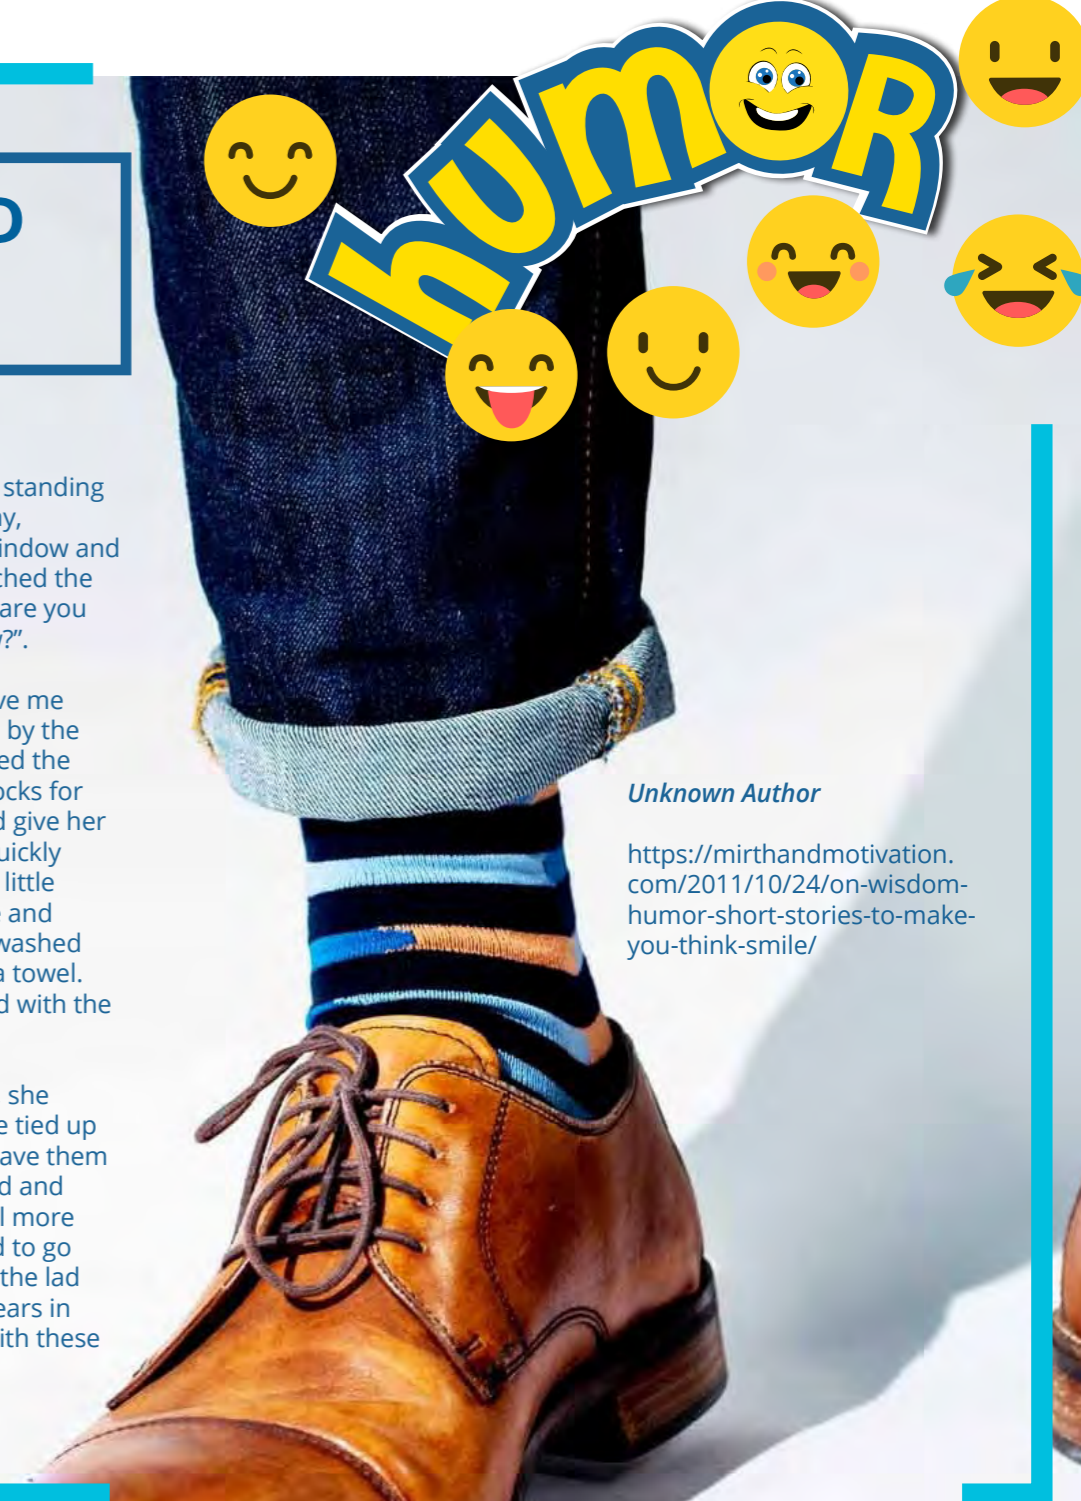 humOR
D
standing
indow and
ched the
are you
?".
ve me
by the
ed the
ocks for
d give her
uickly
little
and
washed
a towel.
d with the
she
e tied up
ave them
d and
l more
d to go
the lad
ears in
ith these
Unknown Author
https://mirthandmotivation.
com/2011/10/24/on-wisdom-
humor-short-stories-to-make-
you-think-smile/